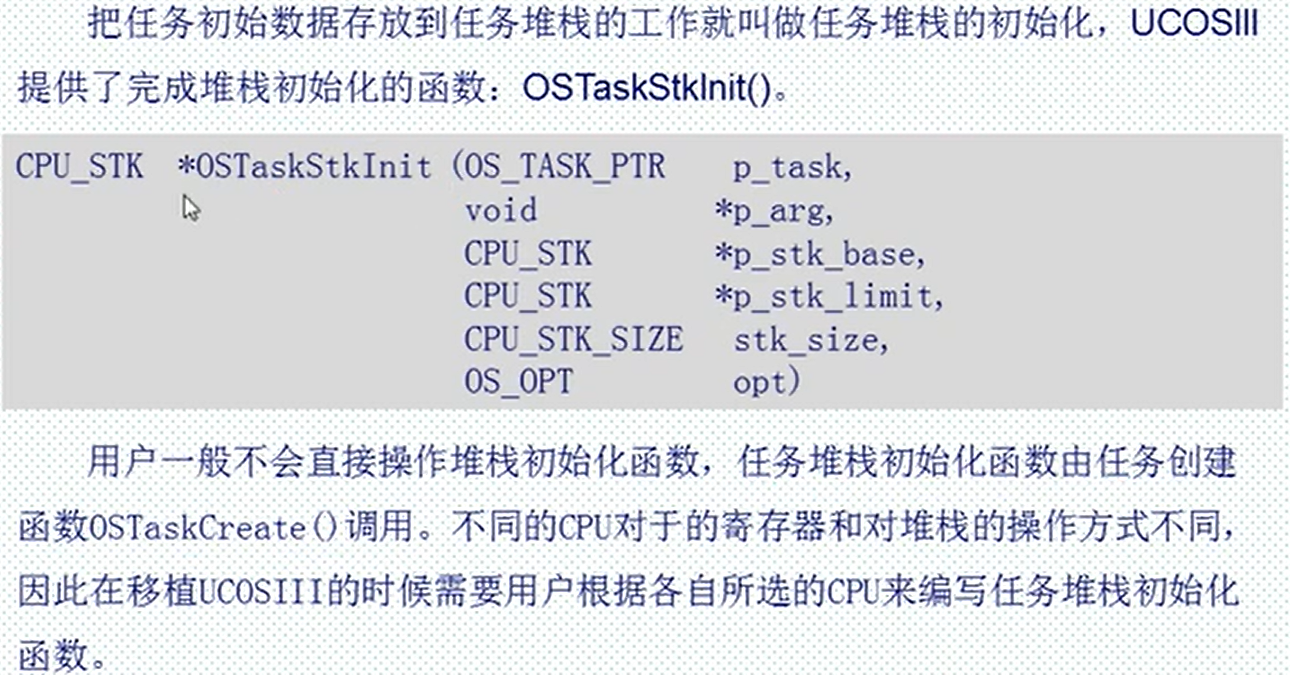 把任务初始数据存放到任务堆栈的工作就叫做任务堆栈的初始化，UCOSIII
提供了完成堆栈初始化的函数：OSTaskStkInit()。
CPU_STK  *OSTaskStkInit (OS_TASK_PTR    p_task,
void          *p_arg,
CPU_STK       *p_stk_base,
CPU_STK       *p_stk_limit,
CPU_STK_SIZE   stk_size,
OS_OPT         opt)
用户一般不会直接操作堆栈初始化函数，任务堆栈初始化函数由任务创建
函数OSTaskCreate()调用。不同的CPU对于的寄存器和对堆栈的操作方式不同，
因此在移植UCOSIII的时候需要用户根据各自所选的CPU来编写任务堆栈初始化
函数。